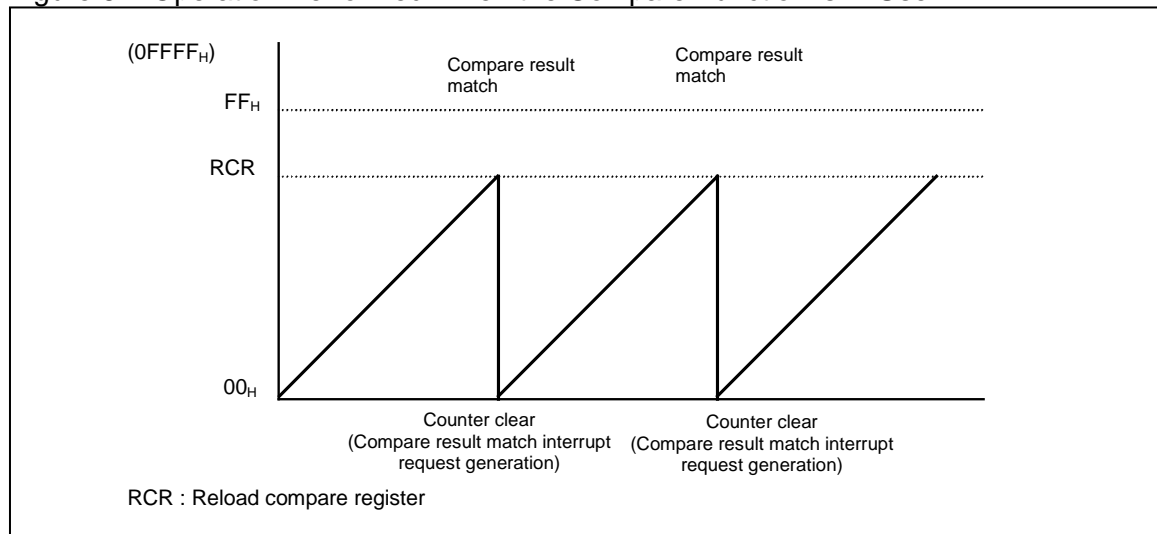 (0FFFFH)
Compare result
match
Compare result
match
FFH
RCR
00H
Counter clear
(Compare result match interrupt
request generation)
Counter clear
(Compare result match interrupt
request generation)
RCR : Reload compare register